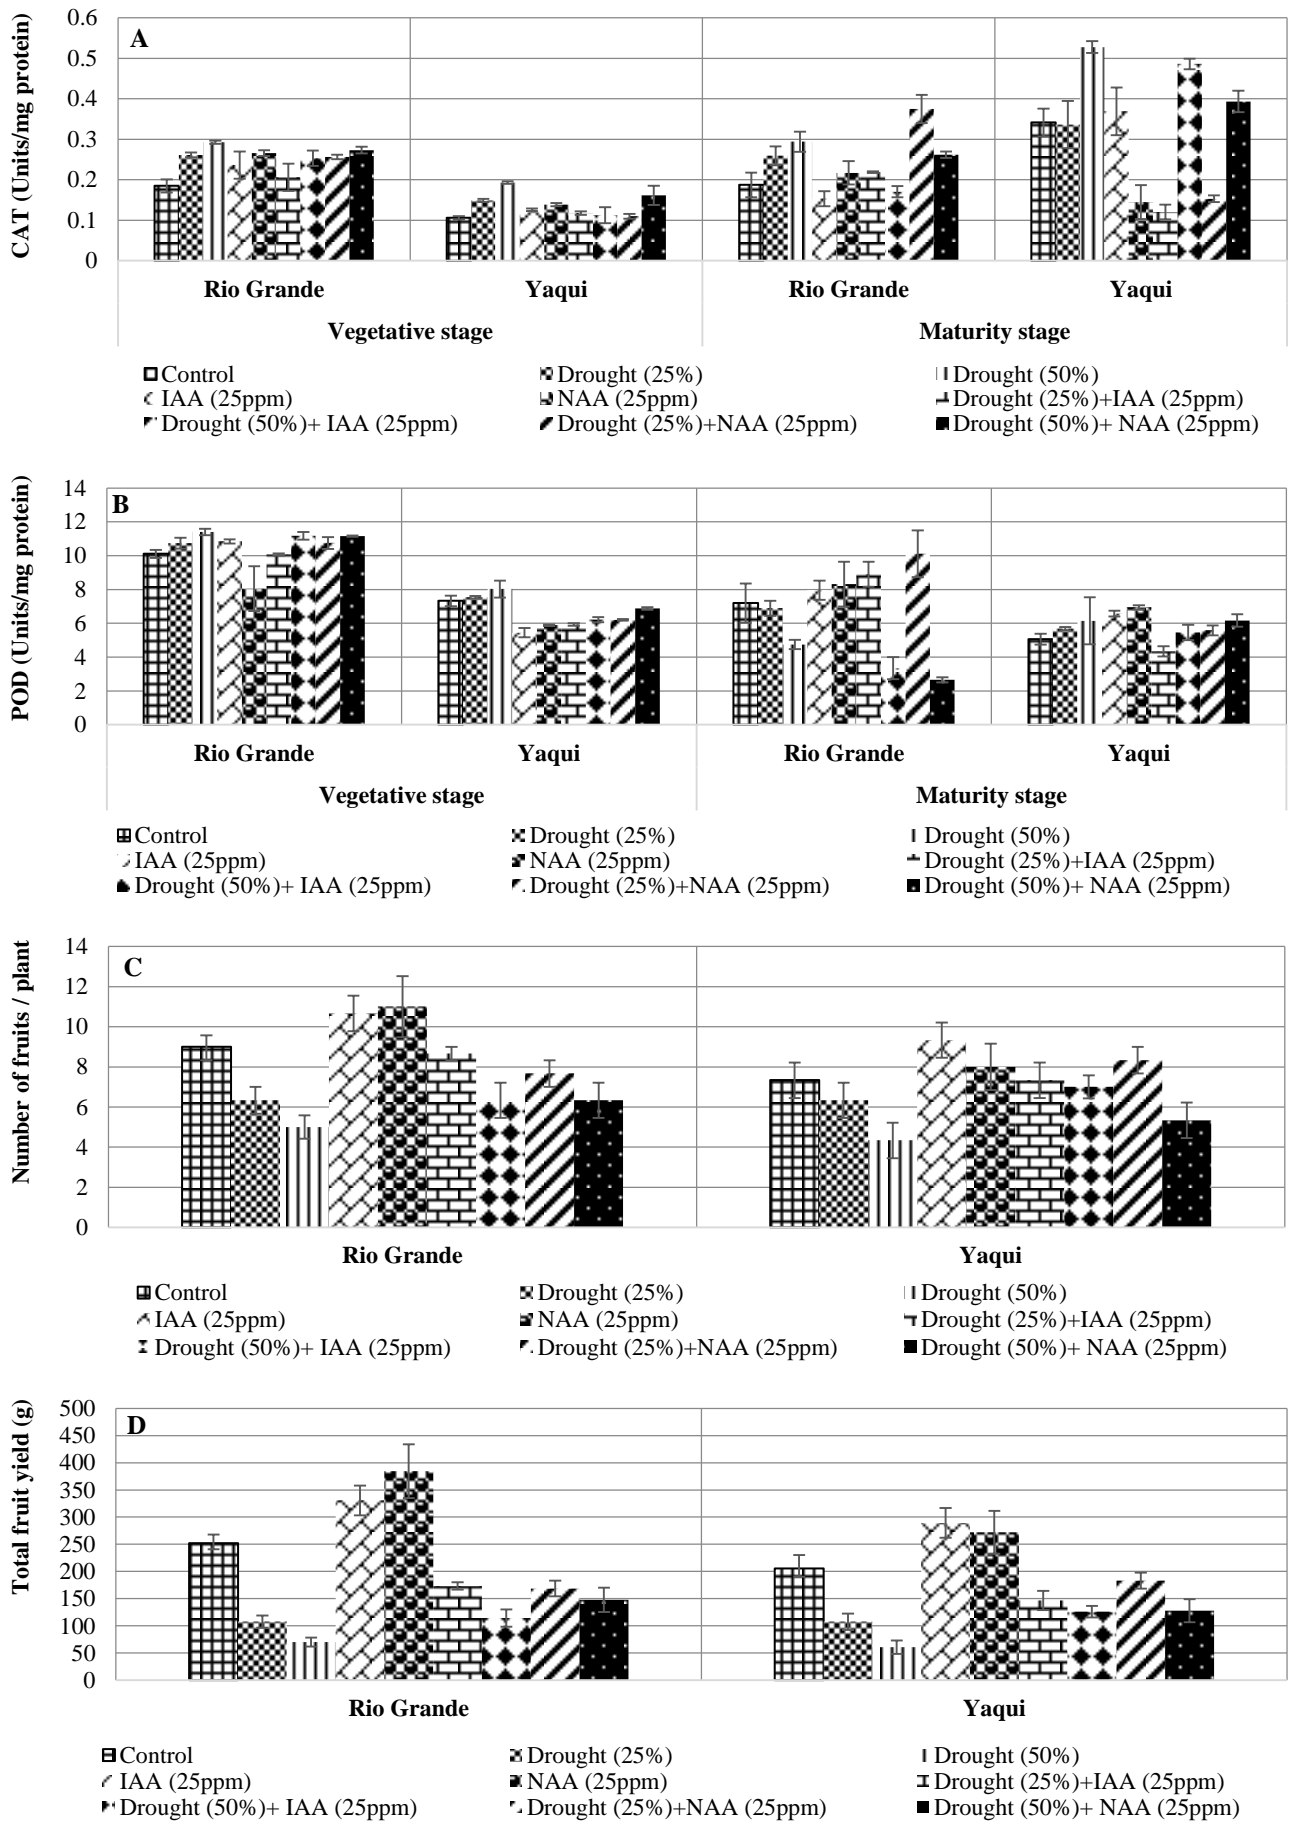 CAT (Units/mg protein)
A
0.6
0.5
0.4
0.3
0.2
0.1
0
Rio Grande Yaqui Rio Grande Yaqui
Vegetative stage Maturity stage
Control Drought (25%) Drought (50%)
IAA (25ppm) NAA (25ppm) Drought (25%)+IAA (25ppm)
Drought (50%)+ IAA (25ppm) Drought (25%)+NAA (25ppm) Drought (50%)+ NAA (25ppm)
POD (Units/mg protein)
B
14
12
10
8
6
4
2
0
Rio Grande Yaqui Rio Grande Yaqui
Vegetative stage Maturity stage
Control Drought (25%) Drought (50%)
IAA (25ppm) NAA (25ppm) Drought (25%)+IAA (25ppm)
Drought (50%)+ IAA (25ppm) Drought (25%)+NAA (25ppm) Drought (50%)+ NAA (25ppm)
Number of fruits / plant
C
14
12
10
8
6
4
2
0
Rio Grande Yaqui
Control Drought (25%) Drought (50%)
IAA (25ppm) NAA (25ppm) Drought (25%)+IAA (25ppm)
Drought (50%)+ IAA (25ppm) Drought (25%)+NAA (25ppm) Drought (50%)+ NAA (25ppm)
Total fruit yield (g)
D
500
450
400
350
300
250
200
150
100
50
0
Rio Grande Yaqui
Control Drought (25%) Drought (50%)
IAA (25ppm) NAA (25ppm) Drought (25%)+IAA (25ppm)
Drought (50%)+ IAA (25ppm) Drought (25%)+NAA (25ppm) Drought (50%)+ NAA (25ppm)